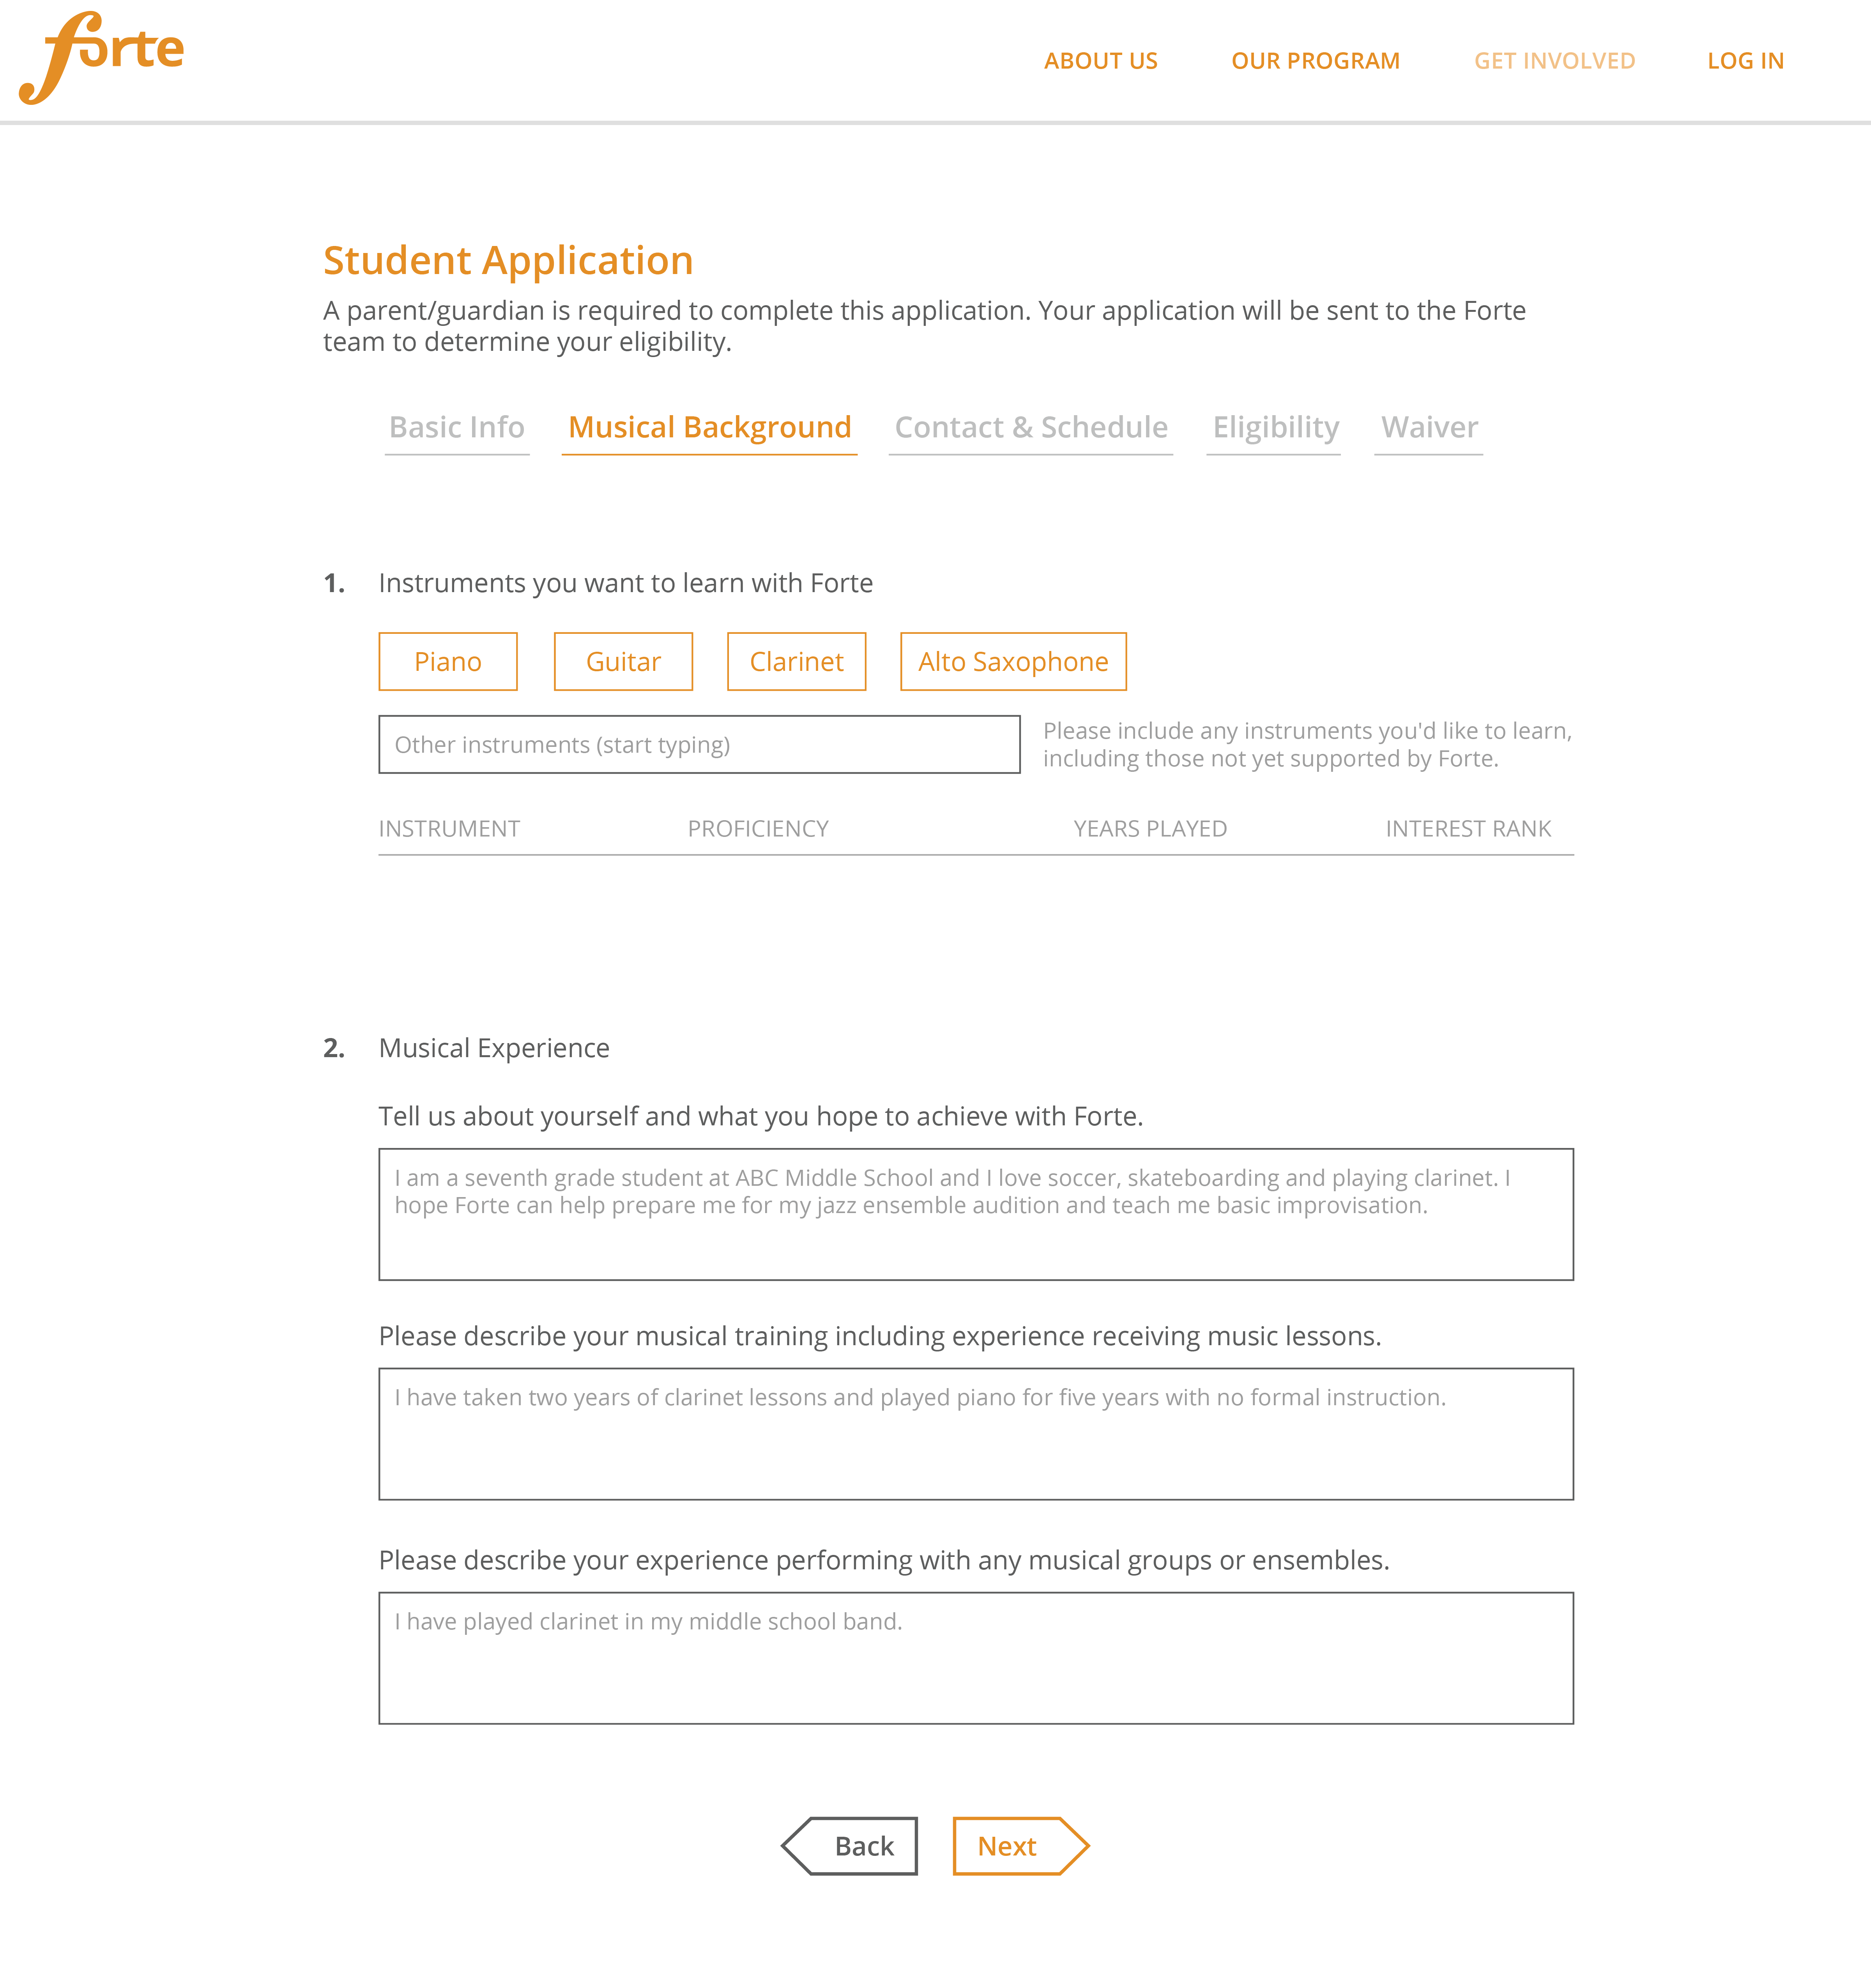 forte
ABOUT US OUR PROGRAM GET INVOLVED LOG IN
Student Application
A parent/guardian is required to complete this application. Your application will be sent to the Forte
team to determine your eligibility.
Basic Info Musical Background Contact & Schedule Eligibility Waiver
1. Instruments you want to learn with Forte
Piano Guitar Clarinet Alto Saxophone
Other instruments (start typing)
Please include any instruments you'd like to learn,
including those not yet supported by Forte.
INSTRUMENT PROFICIENCY YEARS PLAYED INTEREST RANK
2. Musical Experience
Tell us about yourself and what you hope to achieve with Forte.
I am a seventh grade student at ABC Middle School and I love soccer, skateboarding and playing clarinet. I
hope Forte can help prepare me for my jazz ensemble audition and teach me basic improvisation.
Please describe your musical training including experience receiving music lessons.
I have taken two years of clarinet lessons and played piano for five years with no formal instruction.
Please describe your experience performing with any musical groups or ensembles.
I have played clarinet in my middle school band.
Back Next